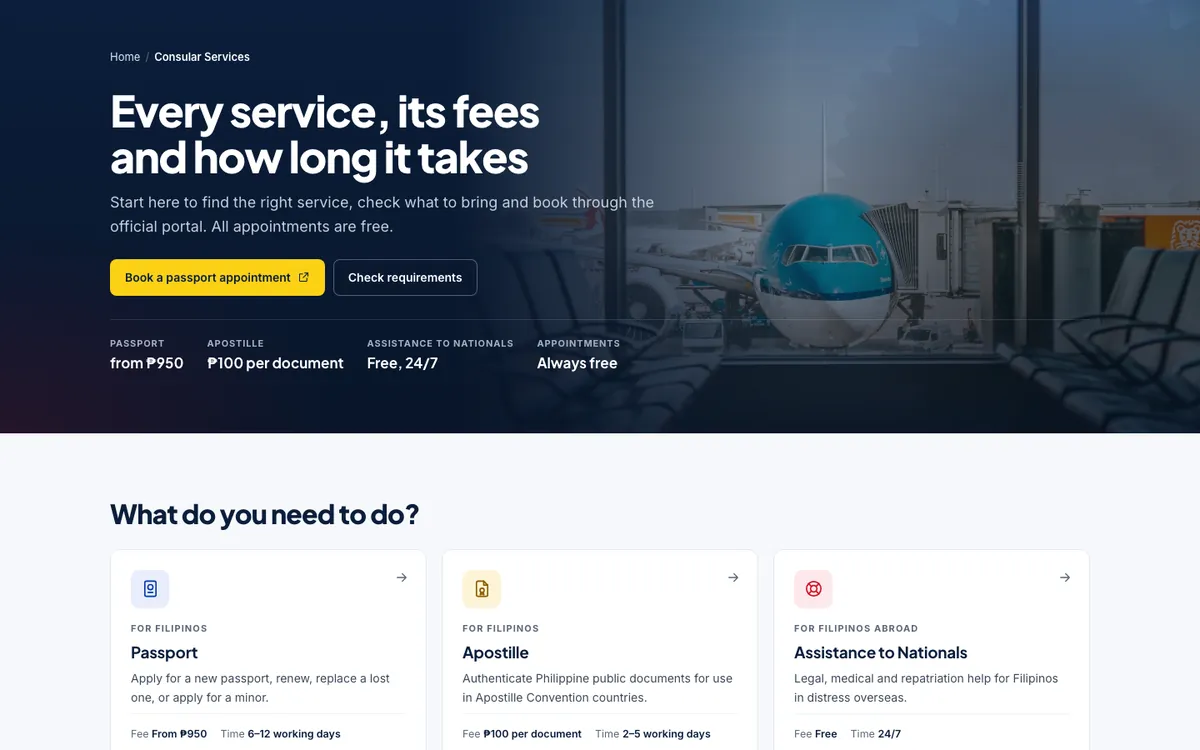 Home / Consular Services
Every service, its fees
and how long it takes
Start here to find the right service, check what to bring and book through the
official portal. All appointments are free.
Book a passport appointment
Check requirements
PASSPORT
from ₱950
APOSTILLE
₱100 per document
ASSISTANCE TO NATIONALS
Free, 24/7
APPOINTMENTS
Always free
What do you need to do?
FOR FILIPINOS
Passport
Apply for a new passport, renew, replace a lost
one, or apply for a minor.
Fee From ₱950 Time 6–12 working days
FOR FILIPINOS
Apostille
Authenticate Philippine public documents for use
in Apostille Convention countries.
Fee ₱100 per document Time 2–5 working days
FOR FILIPINOS ABROAD
Assistance to Nationals
Legal, medical and repatriation help for Filipinos
in distress overseas.
Fee Free Time 24/7